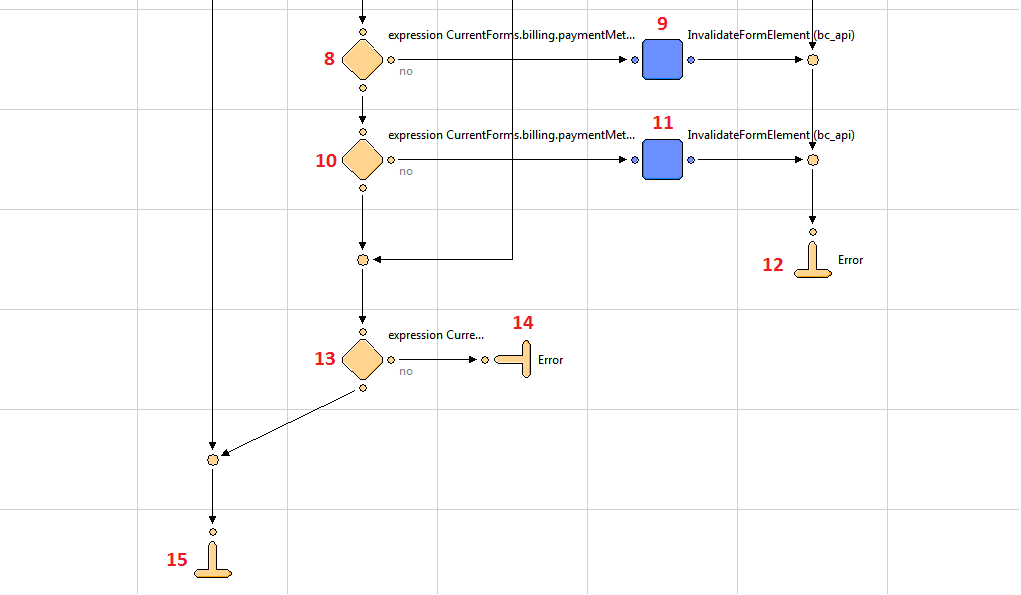 9
8 expression CurrentForms.billing.paymentMet... InvalidateFormElement (bc_api)
no
11
10 expression CurrentForms.billing.paymentMet... InvalidateFormElement (bc_api)
no
12 Error
14
13 expression Curre... Error
no
15